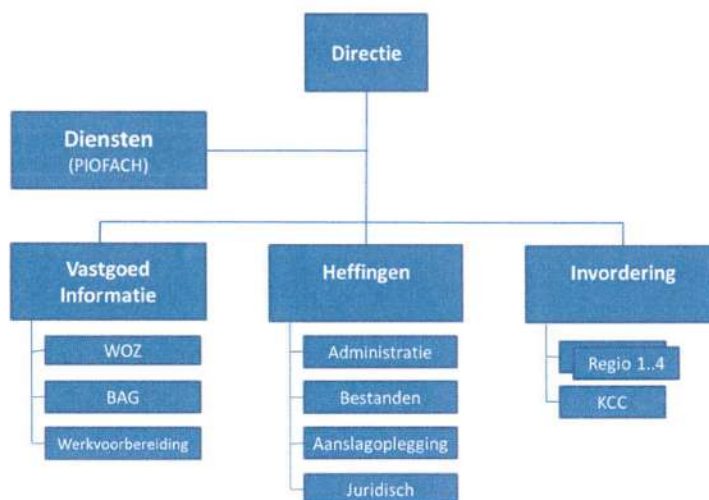 Directie
Diensten
(PIOFACH)
Vastgoed
Informatie
Heffingen
Invordering
WOZ
BAG
Werkvoorbereiding
Administratie
Bestanden
Aanslagoplegging
Juridisch
Regio 1..4
KCC